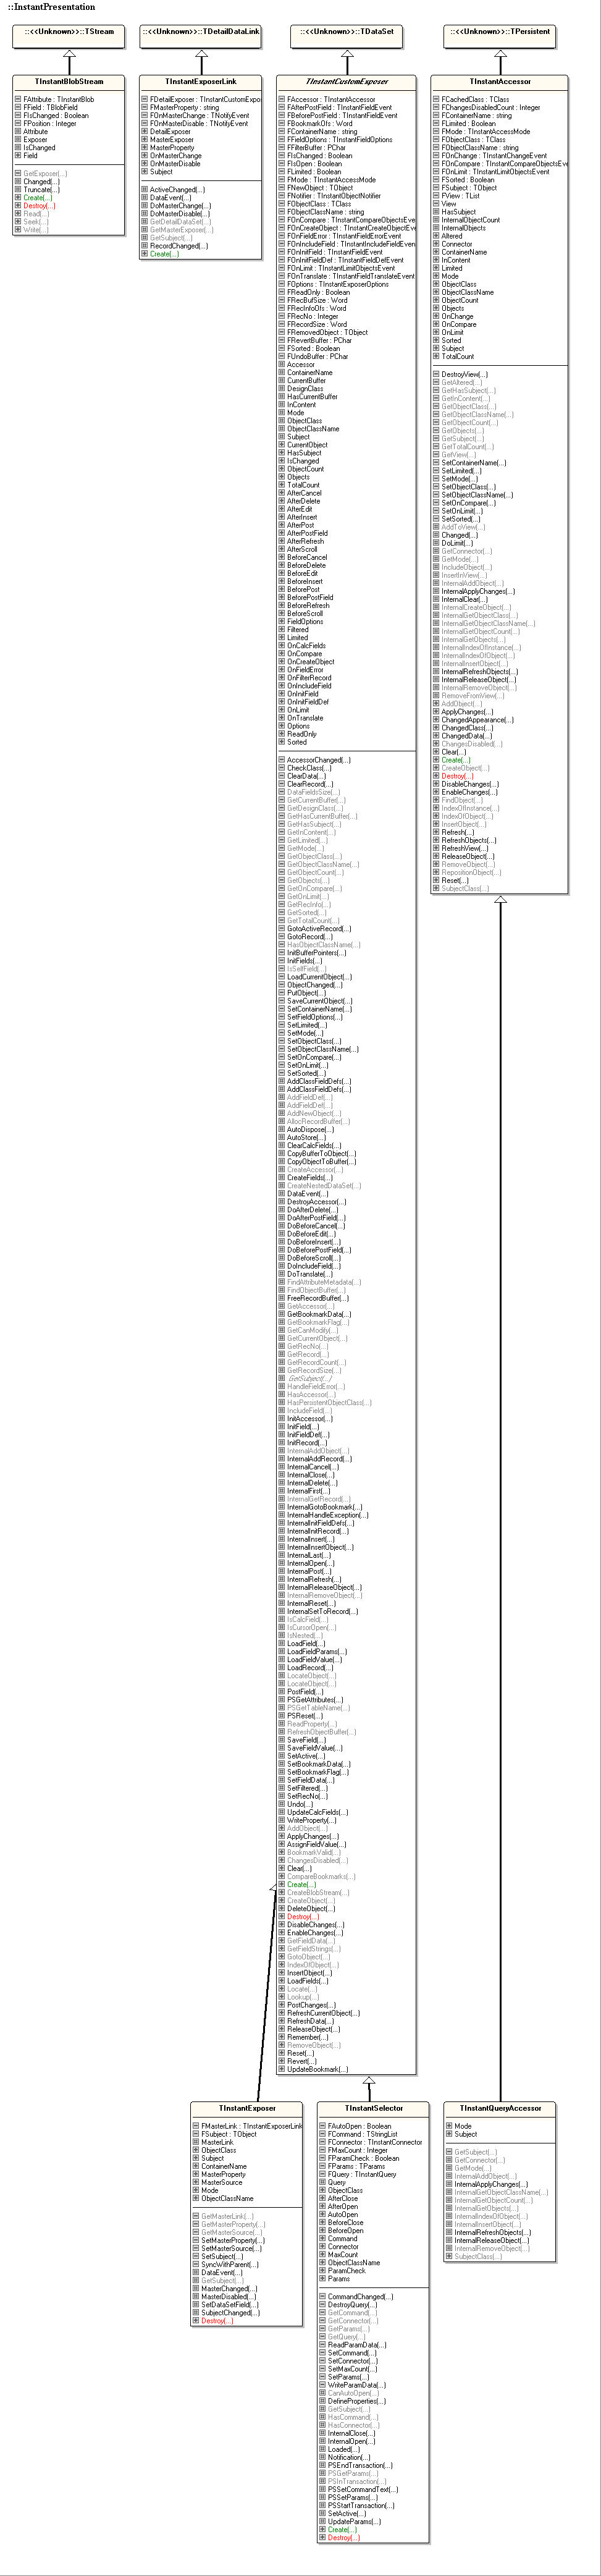 ::InstantPresentation
::<<Unknown>>::TStream
::<<Unknown>>::TDetailDataLink
::<<Unknown>>::TDataSet
::<<Unknown>>::TPersistent
TInstantBlobStream
FAttribute : TInstantBlob
FField : TBlobField
FIsChanged : Boolean
FPosition : Integer
Attribute
Exposer
IsChanged
Field
GetExposer(...)
Changed(...)
Truncate(...)
Create(...)
Destroy(...)
Read(...)
Seek(...)
Write(...)
TInstantExposerLink
FDetailExposer : TInstantCustomExpo
FMasterProperty : string
FOnMasterChange : TNotifyEvent
FOnMasterDisable : TNotifyEvent
DetailExposer
MasterExposer
MasterProperty
OnMasterChange
OnMasterDisable
Subject
ActiveChanged(...)
DataEvent(...)
DoMasterChange(...)
DoMasterDisable(...)
GetDetailDataSet(...)
GetMasterExposer(...)
GetSubject(...)
RecordChanged(...)
Create(...)
TInstantCustomExposer
FAccessor : TInstantAccessor
FAfterPostField : TInstantFieldEvent
FBeforePostField : TInstantFieldEvent
FBookmarkOfs : Word
FContainerName : string
FFieldOptions : TInstantFieldOptions
FFilterBuffer : PChar
FIsChanged : Boolean
FIsOpen : Boolean
FLimited : Boolean
FMode : TInstantAccessMode
FNewObject : TObject
FNotifier : TInstantObjectNotifier
FObjectClass : TClass
FObjectClassName : string
FOnCompare : TInstantCompareObjectsEve
FOnCreateObject : TInstantCreateObjectEv
FOnFieldError : TInstantFieldErrorEvent
FOnIncludeField : TInstantIncludeFieldEven
FOnInitField : TInstantFieldEvent
FOnInitFieldDef : TInstantFieldDefEvent
FOnLimit : TInstantLimitObjectsEvent
FOnTranslate : TInstantFieldTranslateEvent
FOptions : TInstantExposerOptions
FReadOnly : Boolean
FRecBufSize : Word
FRecInfoOfs : Word
FRecNo : Integer
FRecordSize : Word
FRemovedObject : TObject
FRevertBuffer : PChar
FSorted : Boolean
FUndoBuffer : PChar
Accessor
ContainerName
CurrentBuffer
DesignClass
HasCurrentBuffer
InContent
Mode
ObjectClass
ObjectClassName
Subject
CurrentObject
HasSubject
IsChanged
ObjectCount
Objects
TotalCount
AfterCancel
AfterDelete
AfterEdit
AfterInsert
AfterPost
AfterPostField
AfterRefresh
AfterScroll
BeforeCancel
BeforeDelete
BeforeEdit
BeforeInsert
BeforePost
BeforePostField
BeforeRefresh
BeforeScroll
FieldOptions
Filtered
Limited
OnCalcFields
OnCompare
OnCreateObject
OnFieldError
OnFilterRecord
OnIncludeField
OnInitField
OnInitFieldDef
OnLimit
OnTranslate
Options
ReadOnly
Sorted
AccessorChanged(...)
CheckClass(...)
ClearData(...)
ClearRecord(...)
DataFieldsSize(...)
GetCurrentBuffer(...)
GetDesignClass(...)
GetHasCurrentBuffer(...)
GetHasSubject(...)
GetInContent(...)
GetLimited(...)
GetMode(...)
GetObjectClass(...)
GetObjectClassName(...)
GetObjectCount(...)
GetObjects(...)
GetOnCompare(...)
GetOnLimit(...)
GetRecInfo(...)
GetSorted(...)
GetTotalCount(...)
GotoActiveRecord(...)
GotoRecord(...)
HasObjectClassName(...)
InitBufferPointers(...)
InitFields(...)
IsSelfField(...)
LoadCurrentObject(...)
ObjectChanged(...)
PutObject(...)
SaveCurrentObject(...)
SetContainerName(...)
SetFieldOptions(...)
SetLimited(...)
SetMode(...)
SetObjectClass(...)
SetObjectClassName(...)
SetOnCompare(...)
SetOnLimit(...)
SetSorted(...)
AddClassFieldDefs(...)
AddClassFieldDefs(...)
AddFieldDef(...)
AddFieldDef(...)
AddNewObject(...)
AllocRecordBuffer(...)
AutoDispose(...)
AutoStore(...)
ClearCalcFields(...)
CopyBufferToObject(...)
CopyObjectToBuffer(...)
CreateAccessor(...)
CreateFields(...)
CreateNestedDataSet(...)
DataEvent(...)
DestroyAccessor(...)
DoAfterDelete(...)
DoAfterPostField(...)
DoBeforeCancel(...)
DoBeforeEdit(...)
DoBeforeInsert(...)
DoBeforePostField(...)
DoBeforeScroll(...)
DoIncludeField(...)
DoTranslate(...)
FindAttributeMetadata(...)
FindObjectBuffer(...)
FreeRecordBuffer(...)
GetAccessor(...)
GetBookmarkData(...)
GetBookmarkFlag(...)
GetCanModify(...)
GetCurrentObject(...)
GetRecNo(...)
GetRecord(...)
GetRecordCount(...)
GetRecordSize(...)
GetSubject(...)
HandleFieldError(...)
HasAccessor(...)
HasPersistentObjectClass(...)
IncludeField(...)
InitAccessor(...)
InitField(...)
InitFieldDef(...)
InitRecord(...)
InternalAddObject(...)
InternalAddRecord(...)
InternalCancel(...)
InternalClose(...)
InternalDelete(...)
InternalFirst(...)
InternalGetRecord(...)
InternalGotoBookmark(...)
InternalHandleException(...)
InternalInitFieldDefs(...)
InternalInitRecord(...)
InternalInsert(...)
InternalInsertObject(...)
InternalLast(...)
InternalOpen(...)
InternalPost(...)
InternalRefresh(...)
InternalReleaseObject(...)
InternalRemoveObject(...)
InternalReset(...)
InternalSetToRecord(...)
IsCalcField(...)
IsCursorOpen(...)
IsNested(...)
LoadField(...)
LoadFieldParams(...)
LoadFieldValue(...)
LoadRecord(...)
LocateObject(...)
LocateObject(...)
PostField(...)
PSGetAttributes(...)
PSGetTableName(...)
PSReset(...)
ReadProperty(...)
RefreshObjectBuffer(...)
SaveField(...)
SaveFieldValue(...)
SetActive(...)
SetBookmarkData(...)
SetBookmarkFlag(...)
SetFieldData(...)
SetFiltered(...)
SetRecNo(...)
Undo(...)
UpdateCalcFields(...)
WriteProperty(...)
AddObject(...)
ApplyChanges(...)
AssignFieldValue(...)
BookmarkValid(...)
ChangesDisabled(...)
Clear(...)
CompareBookmarks(...)
Create(...)
CreateBlobStream(...)
CreateObject(...)
DeleteObject(...)
Destroy(...)
DisableChanges(...)
EnableChanges(...)
GetFieldData(...)
GetFieldStrings(...)
GotoObject(...)
IndexOfObject(...)
InsertObject(...)
LoadFields(...)
Locate(...)
Lookup(...)
PostChanges(...)
RefreshCurrentObject(...)
RefreshData(...)
ReleaseObject(...)
Remember(...)
RemoveObject(...)
Reset(...)
Revert(...)
UpdateBookmark(...)
TInstantAccessor
FCachedClass : TClass
FChangesDisabledCount : Integer
FContainerName : string
FLimited : Boolean
FMode : TInstantAccessMode
FObjectClass : TClass
FObjectClassName : string
FOnChange : TInstantChangeEvent
FOnCompare : TInstantCompareObjectsEve
FOnLimit : TInstantLimitObjectsEvent
FSorted : Boolean
FSubject : TObject
FView : TList
View
HasSubject
InternalObjectCount
InternalObjects
Altered
Connector
ContainerName
InContent
Limited
Mode
ObjectClass
ObjectClassName
ObjectCount
Objects
OnChange
OnCompare
OnLimit
Sorted
Subject
TotalCount
DestroyView(...)
GetAltered(...)
GetHasSubject(...)
GetInContent(...)
GetObjectClass(...)
GetObjectClassName(...)
GetObjectCount(...)
GetObjects(...)
GetSubject(...)
GetTotalCount(...)
GetView(...)
SetContainerName(...)
SetLimited(...)
SetMode(...)
SetObjectClass(...)
SetObjectClassName(...)
SetOnCompare(...)
SetOnLimit(...)
SetSorted(...)
AddToView(...)
Changed(...)
DoLimit(...)
GetConnector(...)
GetMode(...)
IncludeObject(...)
InsertInView(...)
InternalAddObject(...)
InternalApplyChanges(...)
InternalClear(...)
InternalCreateObject(...)
InternalGetObjectClass(...)
InternalGetObjectClassName(...)
InternalGetObjectCount(...)
InternalGetObjects(...)
InternalIndexOfInstance(...)
InternalIndexOfObject(...)
InternalInsertObject(...)
InternalRefreshObjects(...)
InternalReleaseObject(...)
InternalRemoveObject(...)
RemoveFromView(...)
AddObject(...)
ApplyChanges(...)
ChangedAppearance(...)
ChangedClass(...)
ChangedData(...)
ChangesDisabled(...)
Clear(...)
Create(...)
CreateObject(...)
Destroy(...)
DisableChanges(...)
EnableChanges(...)
FindObject(...)
IndexOfInstance(...)
IndexOfObject(...)
InsertObject(...)
Refresh(...)
RefreshObjects(...)
RefreshView(...)
ReleaseObject(...)
RemoveObject(...)
RepositionObject(...)
Reset(...)
SubjectClass(...)
TInstantExposer
FMasterLink : TInstantExposerLink
FSubject : TObject
MasterLink
ObjectClass
Subject
ContainerName
MasterProperty
MasterSource
Mode
ObjectClassName
GetMasterLink(...)
GetMasterProperty(...)
GetMasterSource(...)
SetMasterProperty(...)
SetMasterSource(...)
SetSubject(...)
SyncWithParent(...)
DataEvent(...)
GetSubject(...)
MasterChanged(...)
MasterDisabled(...)
SetDataSetField(...)
SubjectChanged(...)
Destroy(...)
TInstantSelector
FAutoOpen : Boolean
FCommand : TStringList
FConnector : TInstantConnector
FMaxCount : Integer
FParamCheck : Boolean
FParams : TParams
FQuery : TInstantQuery
Query
ObjectClass
AfterClose
AfterOpen
AutoOpen
BeforeClose
BeforeOpen
Command
Connector
MaxCount
ObjectClassName
ParamCheck
Params
CommandChanged(...)
DestroyQuery(...)
GetCommand(...)
GetConnector(...)
GetParams(...)
GetQuery(...)
ReadParamData(...)
SetCommand(...)
SetConnector(...)
SetMaxCount(...)
SetParams(...)
WriteParamData(...)
CanAutoOpen(...)
DefineProperties(...)
GetSubject(...)
HasCommand(...)
HasConnector(...)
InternalClose(...)
InternalOpen(...)
Loaded(...)
Notification(...)
PSEndTransaction(...)
PSGetParams(...)
PSInTransaction(...)
PSSetCommandText(...)
PSSetParams(...)
PSStartTransaction(...)
SetActive(...)
UpdateParams(...)
Create(...)
Destroy(...)
TInstantQueryAccessor
Mode
Subject
GetSubject(...)
GetConnector(...)
GetMode(...)
InternalAddObject(...)
InternalApplyChanges(...)
InternalGetObjectClassName(...)
InternalGetObjectCount(...)
InternalGetObjects(...)
InternalIndexOfObject(...)
InternalInsertObject(...)
InternalRefreshObjects(...)
InternalReleaseObject(...)
InternalRemoveObject(...)
SubjectClass(...)